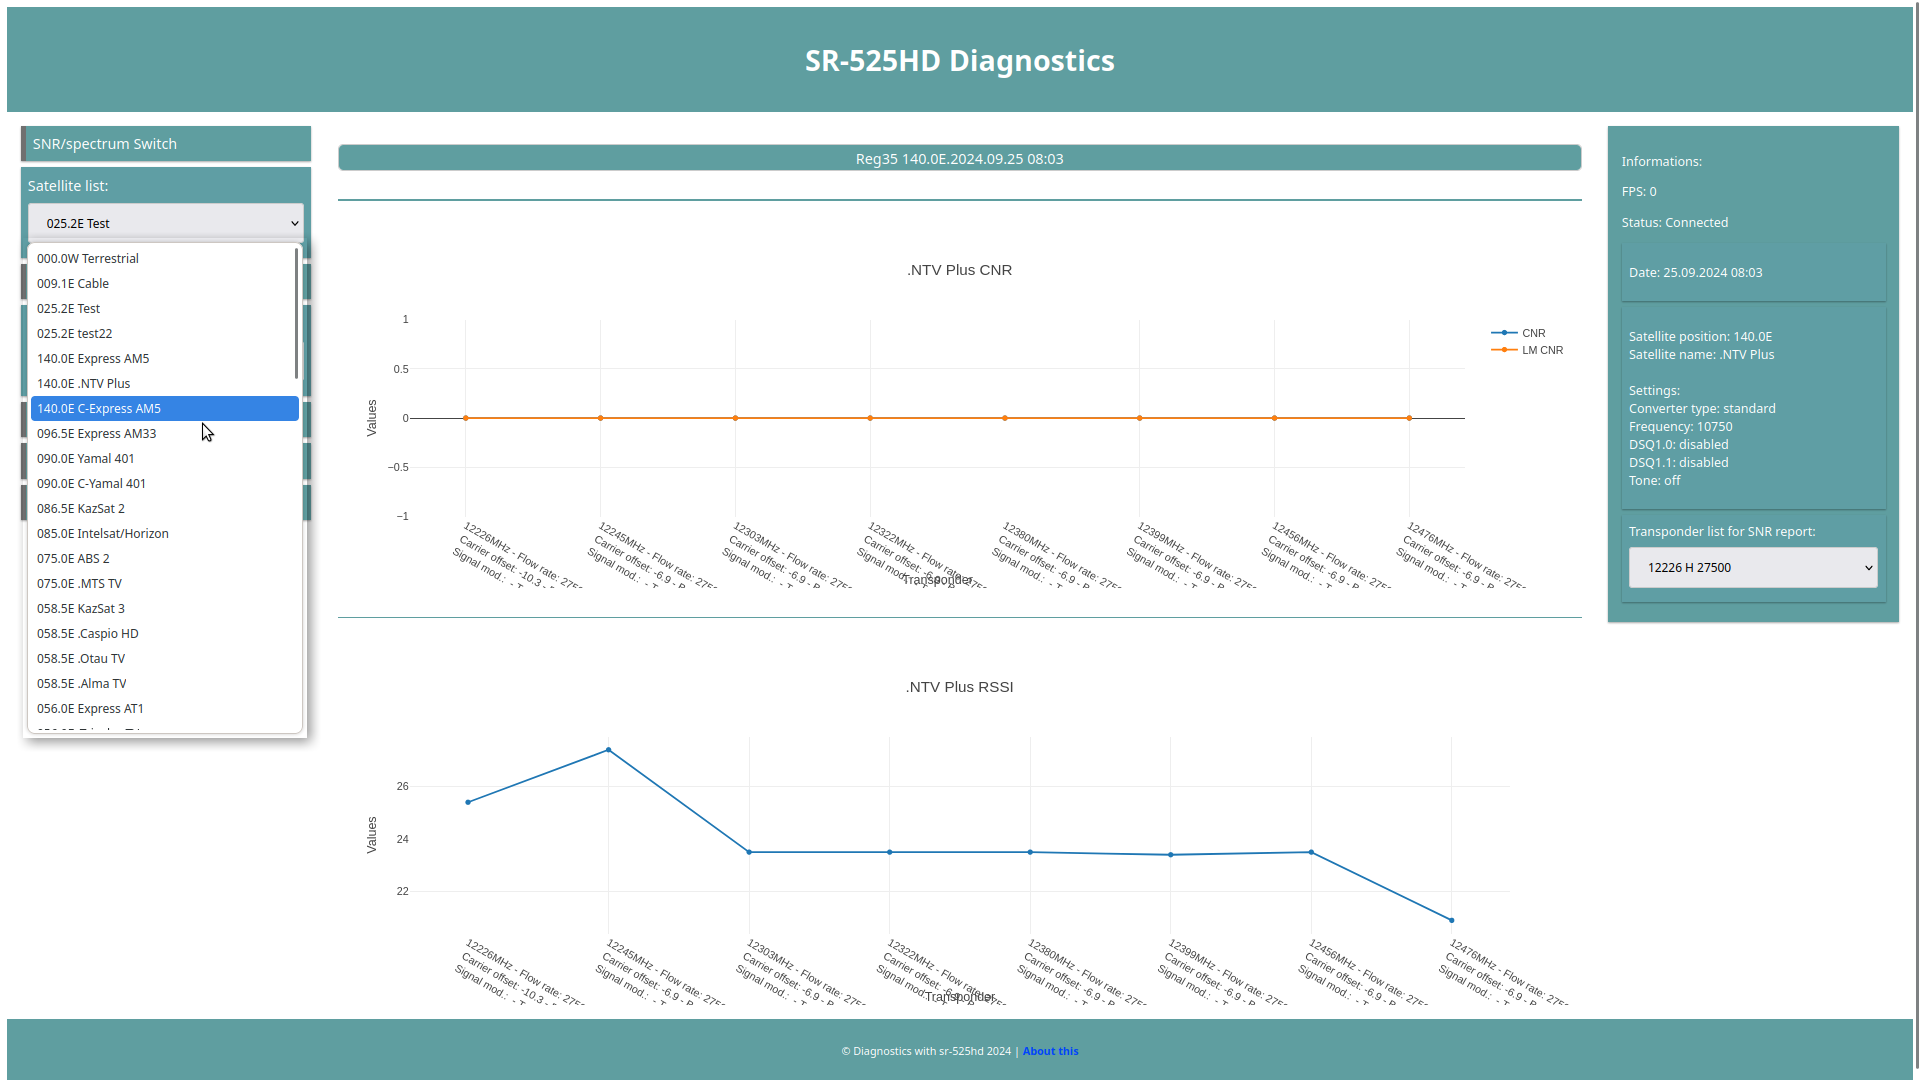 SR-525HD Diagnostics
SNR/spectrum Switch
Satellite list:
025.2E Test
000.0W Terrestrial
009.1E Cable
025.2E Test
025.2E test22
140.0E Express AM5
140.0E .NTV Plus
140.0E C-Express AM5
096.5E Express AM33
090.0E Yamal 401
090.0E C-Yamal 401
086.5E KazSat 2
085.0E Intelsat/Horizon
075.0E ABS 2
075.0E .MTS TV
058.5E KazSat 3
058.5E .Caspio HD
058.5E .Otau TV
058.5E .Alma TV
056.0E Express AT1
Reg35 140.0E.2024.09.25 08:03
.NTV Plus CNR
CNR
LM CNR
Values
1
0.5
0
−0.5
−1
12226MHz - Flow rate: 275
Carrier offset: -10.3 -
Signal mod.: - T
12245MHz - Flow rate: 275
Carrier offset: -6.9 - P
Signal mod.: - T
12303MHz - Flow rate: 275
Carrier offset: -6.9 - P
Signal mod.: - T
12322MHz - Flow rate: 275
Carrier offset: -6.9 - P
Signal mod.: - T
12380MHz - Flow rate: 275
Carrier offset: -6.9 - P
Signal mod.: - T
12399MHz - Flow rate: 275
Carrier offset: -6.9 - P
Signal mod.: - T
12456MHz - Flow rate: 275
Carrier offset: -6.9 - P
Signal mod.: - T
12476MHz - Flow rate: 275
Carrier offset: -6.9 - P
Signal mod.: - T
Transponder
.NTV Plus RSSI
Values
26
24
22
12226MHz - Flow rate: 275
Carrier offset: -10.3 -
Signal mod.: - T
12245MHz - Flow rate: 275
Carrier offset: -6.9 - P
Signal mod.: - T
12303MHz - Flow rate: 275
Carrier offset: -6.9 - P
Signal mod.: - T
12322MHz - Flow rate: 275
Carrier offset: -6.9 - P
Signal mod.: - T
12380MHz - Flow rate: 275
Carrier offset: -6.9 - P
Signal mod.: - T
12399MHz - Flow rate: 275
Carrier offset: -6.9 - P
Signal mod.: - T
12456MHz - Flow rate: 275
Carrier offset: -6.9 - P
Signal mod.: - T
12476MHz - Flow rate: 275
Carrier offset: -6.9 - P
Signal mod.: - T
Transponder
Informations:
FPS: 0
Status: Connected
Date: 25.09.2024 08:03
Satellite position: 140.0E
Satellite name: .NTV Plus
Settings:
Converter type: standard
Frequency: 10750
DSQ1.0: disabled
DSQ1.1: disabled
Tone: off
Transponder list for SNR report:
12226 H 27500
© Diagnostics with sr-525hd 2024 | About this